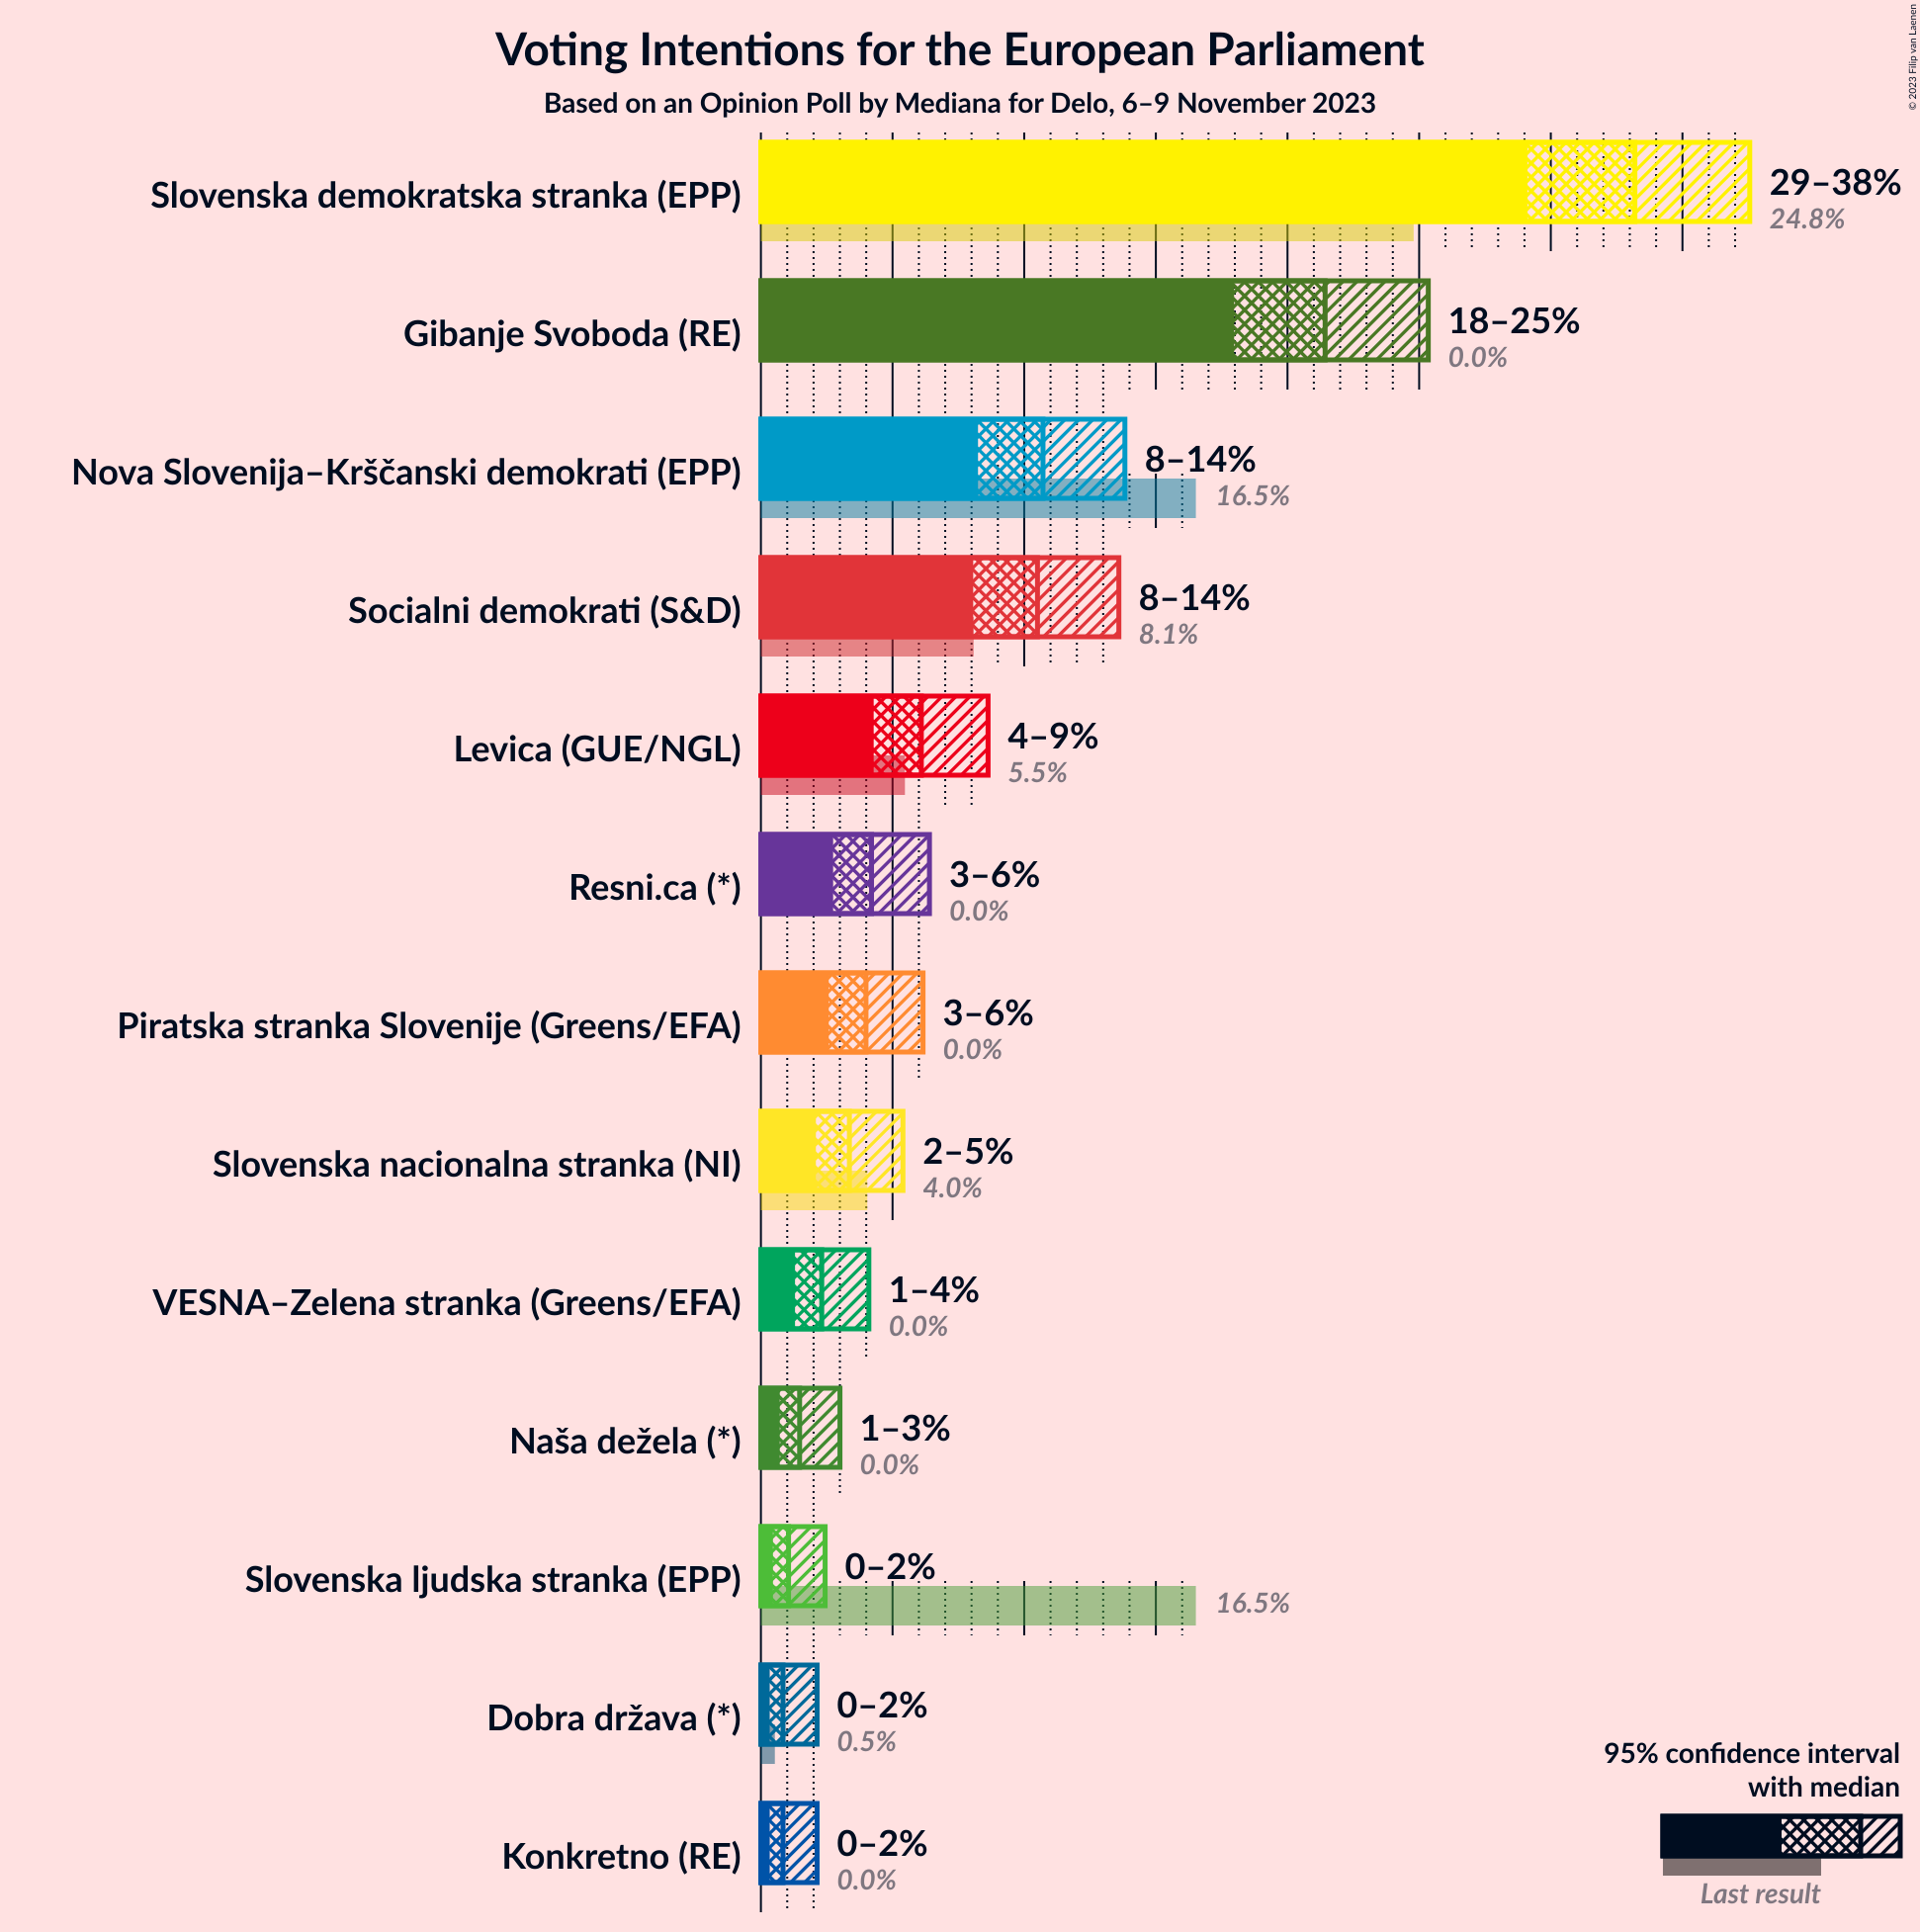 © 2023 Filip van Laenen
Voting Intentions for the European Parliament
Based on an Opinion Poll by Mediana for Delo, 6–9 November 2023
Slovenska demokratska stranka (EPP)
29–38%
24.8%
Gibanje Svoboda (RE)
18–25%
0.0%
Nova Slovenija–Krščanski demokrati (EPP)
8–14%
16.5%
Socialni demokrati (S&D)
8–14%
8.1%
Levica (GUE/NGL)
4–9%
5.5%
Resni.ca (*)
3–6%
0.0%
Piratska stranka Slovenije (Greens/EFA)
3–6%
0.0%
Slovenska nacionalna stranka (NI)
2–5%
4.0%
VESNA–Zelena stranka (Greens/EFA)
1–4%
0.0%
Naša dežela (*)
1–3%
0.0%
Slovenska ljudska stranka (EPP)
0–2%
16.5%
Dobra država (*)
0–2%
0.5%
Konkretno (RE)
0–2%
0.0%
95% confidence interval
with median
Last result